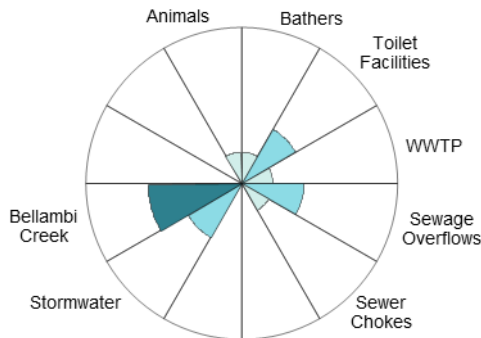 Animals
Bathers
Toilet
Facilities
WWTP
Sewage
Overflows
Sewer
Chokes
Stormwater
Bellambi
Creek